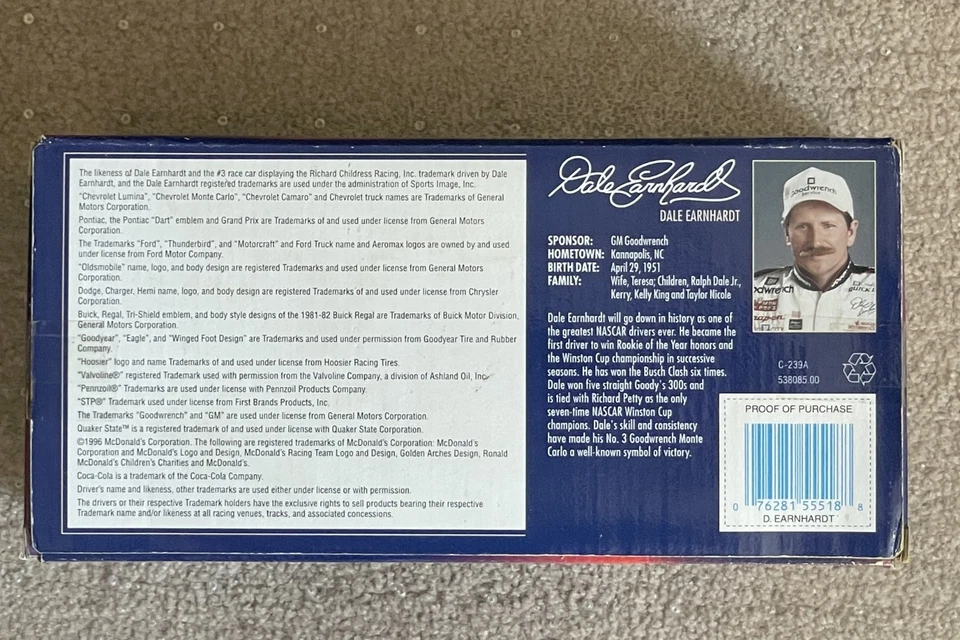 The likeness of Dale Earnhardt and the #3 race car displaying the Richard Childress Racing, Inc. trademark driven by Dale
Earnhardt, and the Dale Earnhardt registered trademarks are used under the administration of Sports Image, Inc.
"Chevrolet Lumina", "Chevrolet Monte Carlo", "Chevrolet Camaro" and Chevrolet truck names are Trademarks of General
Motors Corporation.
Pontiac, the Pontiac "Dart" emblem and Grand Prix are Trademarks of and used under license from General Motors
Corporation.
The Trademarks "Ford", "Thunderbird", and "Motorcraft" and Ford Truck name and Aeromax logos are owned by and used
under license from Ford Motor Company.
"Oldsmobile" name, logo, and body design are registered Trademarks and used under license from General Motors
Corporation.
Dodge, Charger, Hemi name, logo, and body design are registered Trademarks of and used under license from Chrysler
Corporation.
Buick, Regal, Tri-Shield emblem, and body style designs of the 1981-82 Buick Regal are Trademarks of Buick Motor Division,
General Motors Corporation.
"Goodyear", "Eagle", and "Winged Foot Design" are Trademarks and used under permission from Goodyear Tire and Rubber
Company.
"Hoosier" logo and name Trademarks of and used under license from Hoosier Racing Tires.
"Valvoline®" registered Trademark used with permission from the Valvoline Company, a division of Ashland Oil, Inc.
"Pennzoil®" Trademarks are used under license with Pennzoil Products Company.
"STP®" Trademark used under license from First Brands Products, Inc.
The Trademarks "Goodwrench" and "GM" are used under license from General Motors Corporation.
Quaker State™ is a registered trademark of and used under license with Quaker State Corporation.
©1996 McDonald's Corporation. The following are registered trademarks of McDonald's Corporation: McDonald's
Corporation and McDonald's Logo and Design, McDonald's Racing Team Logo and Design, Golden Arches Design, Ronald
McDonald's Children's Charities and McDonald's.
Coca-Cola is a trademark of the Coca-Cola Company.
Driver's name and likeness, other trademarks are used either under license or with permission.
The drivers or their respective Trademark holders have the exclusive rights to sell products bearing their respective
Trademark name and/or likeness at all racing venues, tracks, and associated concessions.
Dale Earnhardt
DALE EARNHARDT
SPONSOR: GM Goodwrench
HOMETOWN: Kannapolis, NC
BIRTH DATE: April 29, 1951
FAMILY: Wife, Teresa; Children, Ralph Dale Jr.,
Kerry, Kelly King and Taylor Nicole
Dale Earnhardt will go down in history as one of
the greatest NASCAR drivers ever. He became the
first driver to win Rookie of the Year honors and
the Winston Cup championship in successive
seasons. He has won the Busch Clash six times.
Dale won five straight Goody's 300s and
is tied with Richard Petty as the only
seven-time NASCAR Winston Cup
champions. Dale's skill and consistency
have made his No. 3 Goodwrench Monte
Carlo a well-known symbol of victory.
Goodwrench
Service
C-239A
538085.00
PROOF OF PURCHASE
0 76281 55518 8
D. EARNHARDT